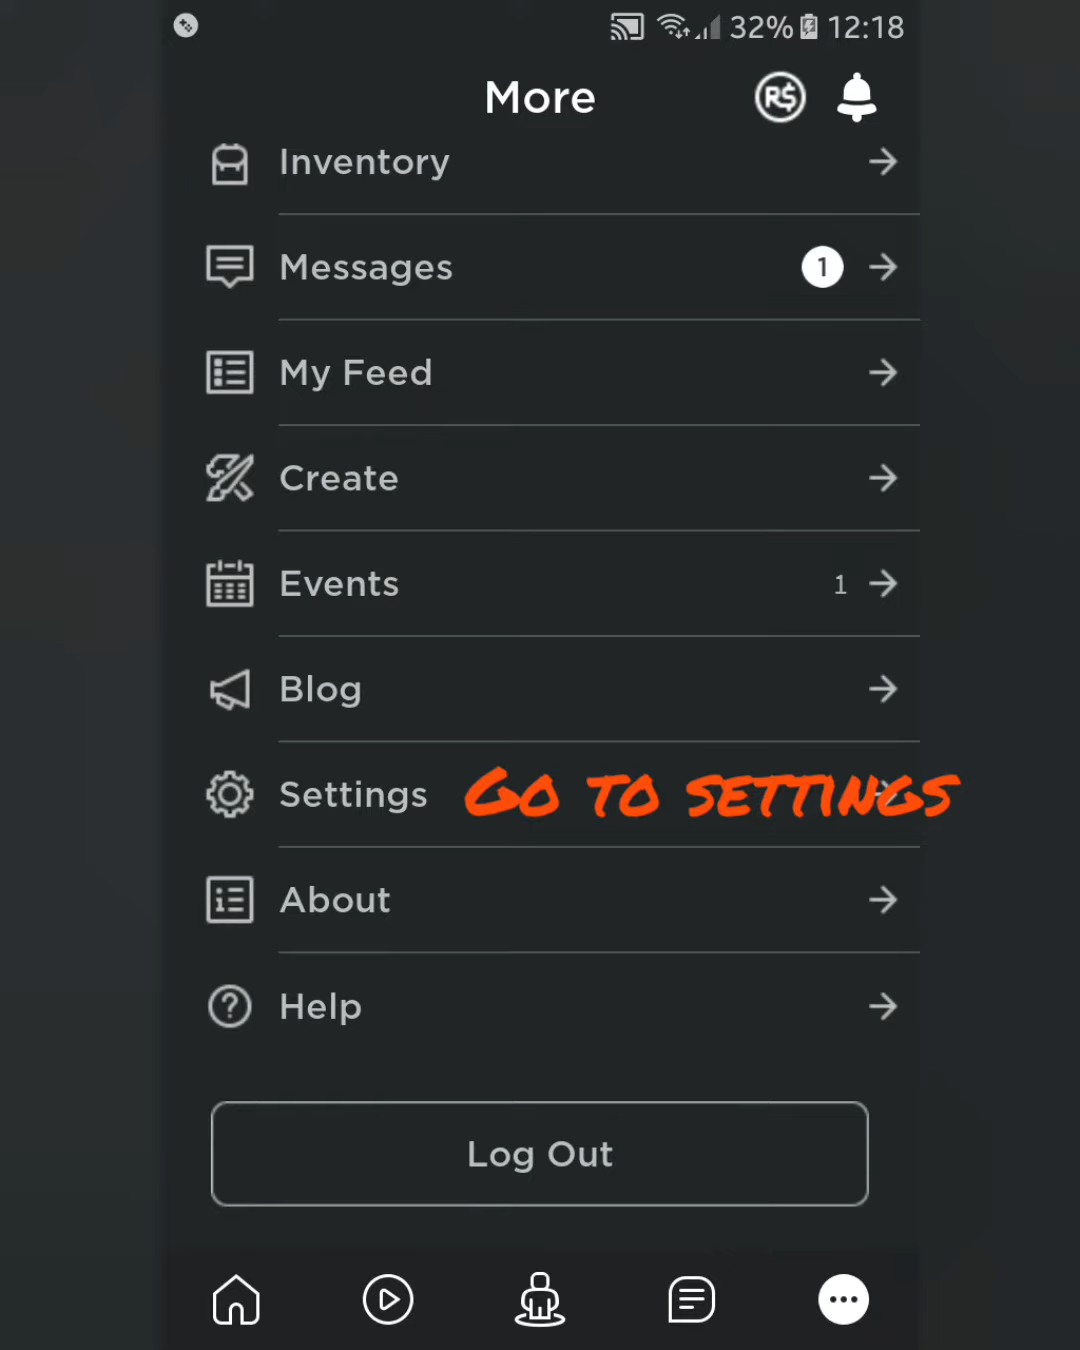 32% 12:18
More R$
Inventory
Messages 1
My Feed
Create
Events 1
Blog
Settings Go to settings
About
Help
Log Out